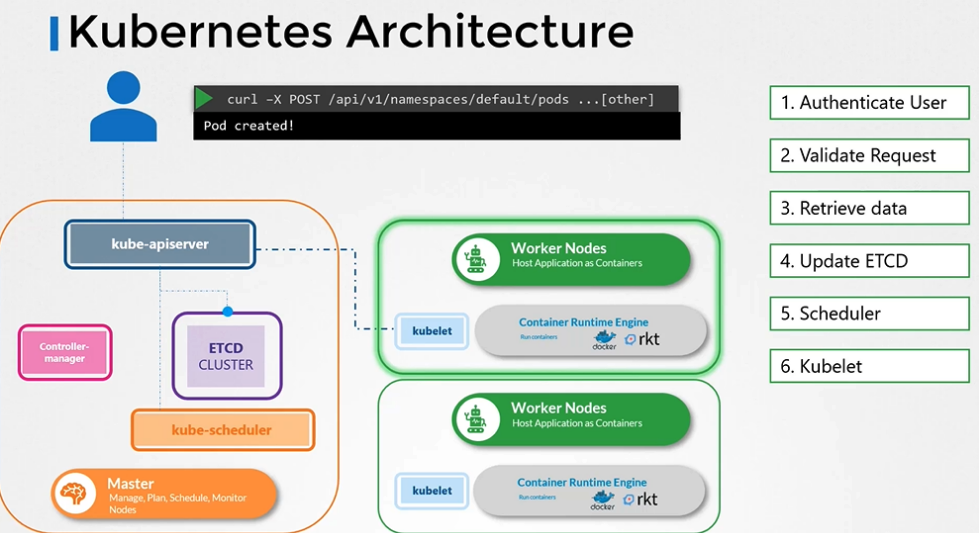 Kubernetes Architecture
curl –X POST /api/v1/namespaces/default/pods ...[other]
Pod created!
1. Authenticate User
2. Validate Request
3. Retrieve data
4. Update ETCD
5. Scheduler
6. Kubelet
kube-apiserver
Controller-
manager
ETCD
CLUSTER
kube-scheduler
Master
Manage, Plan, Schedule, Monitor
Nodes
Worker Nodes
Host Application as Containers
kubelet
Container Runtime Engine
Run containers
docker
rkt
Worker Nodes
Host Application as Containers
kubelet
Container Runtime Engine
Run containers
docker
rkt